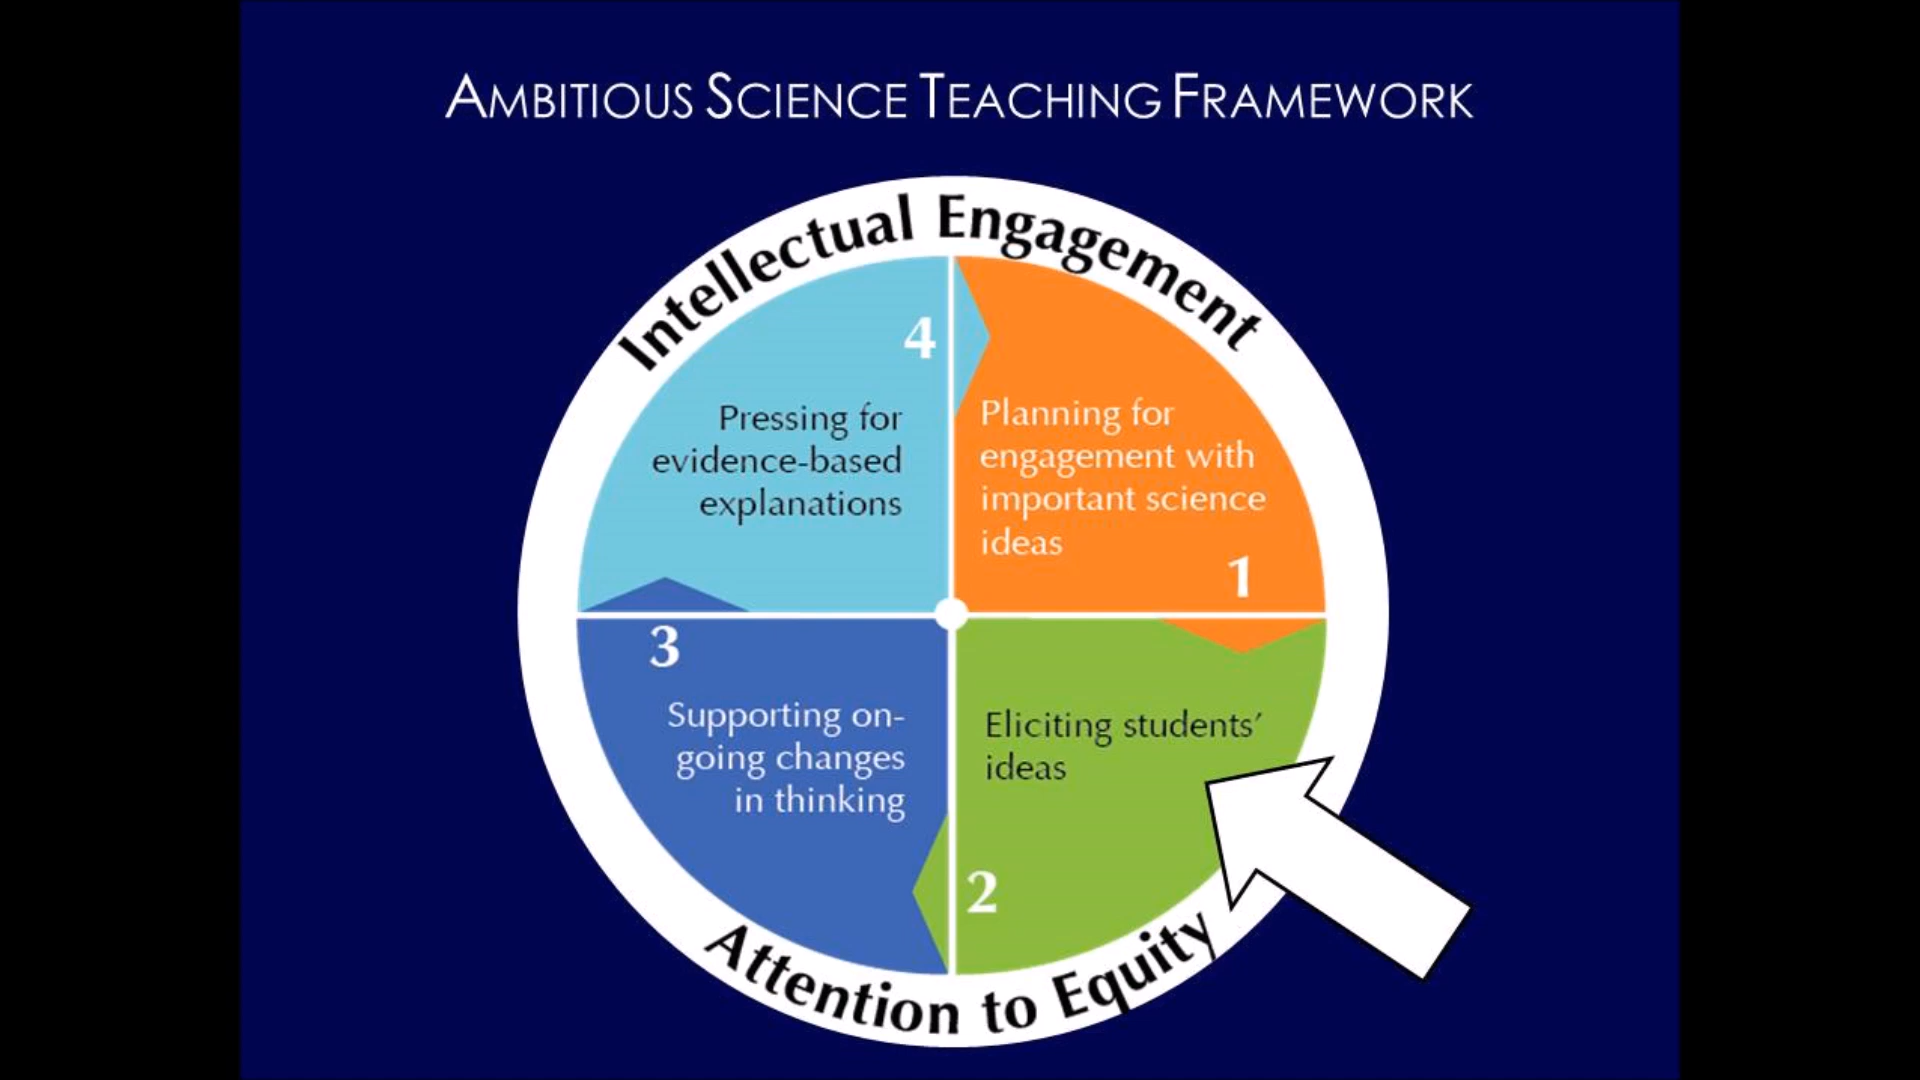 AMBITIOUS SCIENCE TEACHING FRAMEWORK
Intellectual Engagement
4
Pressing for
evidence-based
explanations
Planning for
engagement with
important science
ideas
1
3
Supporting on-
going changes
in thinking
Eliciting students’
ideas
2
Attention to Equity